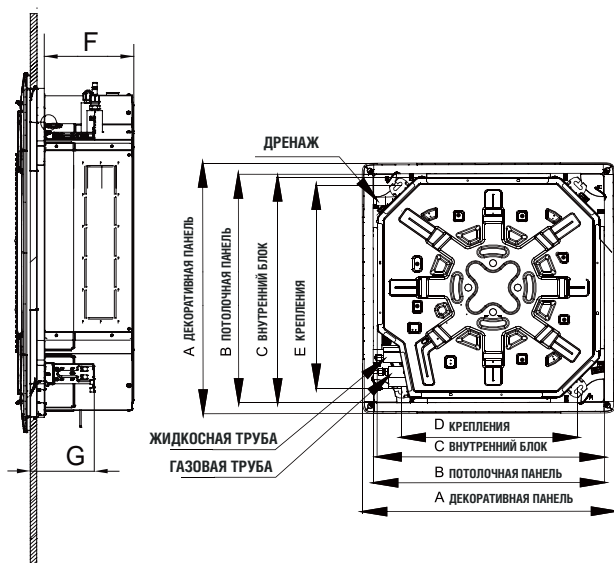 F
G
ДРЕНАЖ
A ДЕКОРАТИВНАЯ ПАНЕЛЬ
B ПОТОЛОЧНАЯ ПАНЕЛЬ
C ВНУТРЕННИЙ БЛОК
E КРЕПЛЕНИЯ
ЖИДКОСНАЯ ТРУБА
ГАЗОВАЯ ТРУБА
D КРЕПЛЕНИЯ
C ВНУТРЕННИЙ БЛОК
B ПОТОЛОЧНАЯ ПАНЕЛЬ
A ДЕКОРАТИВНАЯ ПАНЕЛЬ